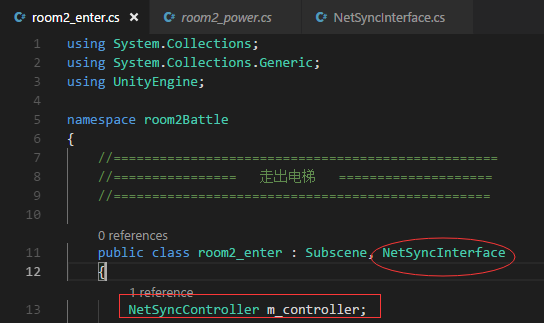 room2_enter.cs × room2_power.cs NetSyncInterface.cs
1 using System.Collections;
2 using System.Collections.Generic;
3 using UnityEngine;
4
5 namespace room2Battle
6 {
7 //==================================================
8 //================ 走出电梯 ====================
9 //=================================================
10
0 references
11 public class room2_enter : Subscene, NetSyncInterface
12 {
1 reference
13 NetSyncController m_controller;